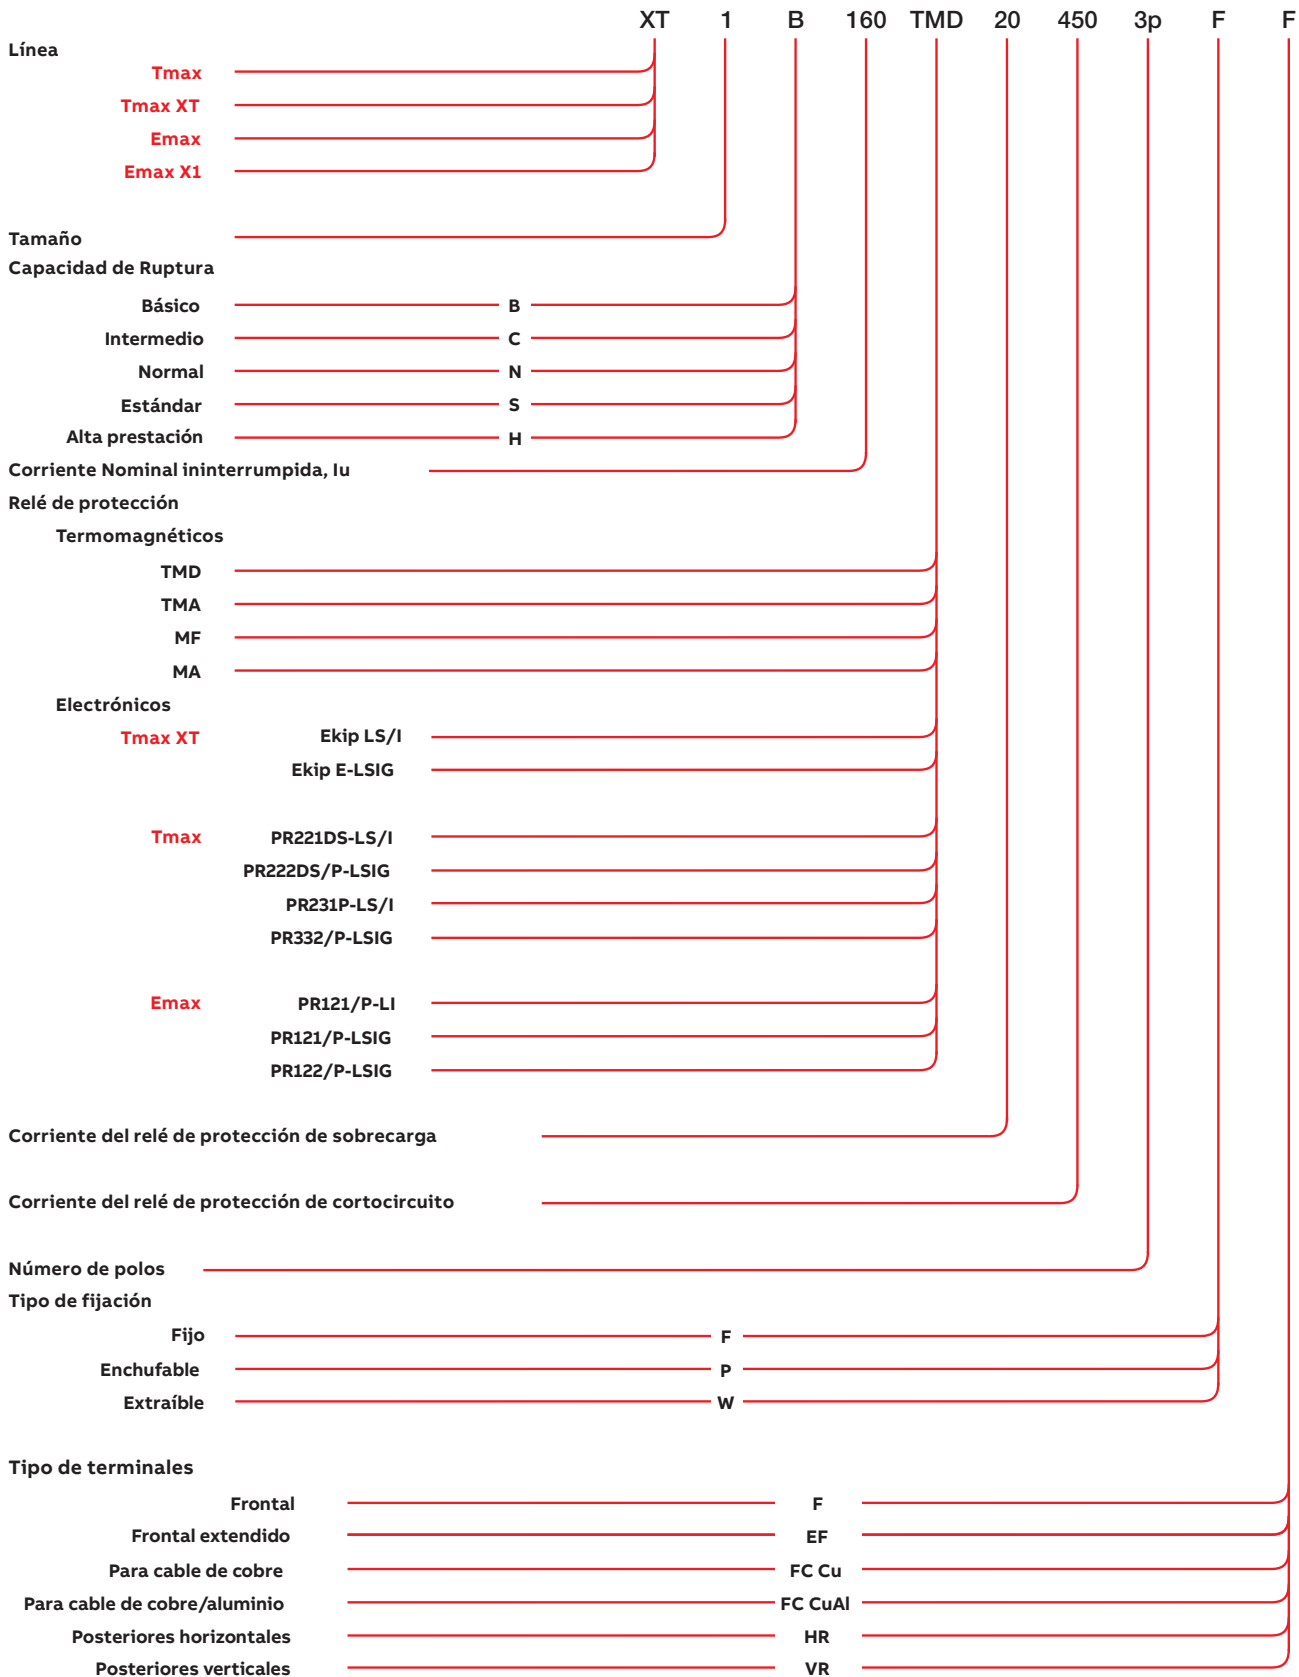 XT 1 B 160 TMD 20 450 3p F F
Línea
Tmax
Tmax XT
Emax
Emax X1
Tamaño
Capacidad de Ruptura
Básico B
Intermedio C
Normal N
Estándar S
Alta prestación H
Corriente Nominal ininterrumpida, Iu
Relé de protección
Termomagnéticos
TMD
TMA
MF
MA
Electrónicos
Tmax XT Ekip LS/I
Ekip E-LSIG
Tmax PR221DS-LS/I
PR222DS/P-LSIG
PR231P-LS/I
PR332/P-LSIG
Emax PR121/P-LI
PR121/P-LSIG
PR122/P-LSIG
Corriente del relé de protección de sobrecarga
Corriente del relé de protección de cortocircuito
Número de polos
Tipo de fijación
Fijo F
Enchufable P
Extraíble W
Tipo de terminales
Frontal F
Frontal extendido EF
Para cable de cobre FC Cu
Para cable de cobre/aluminio FC CuAl
Posteriores horizontales HR
Posteriores verticales VR